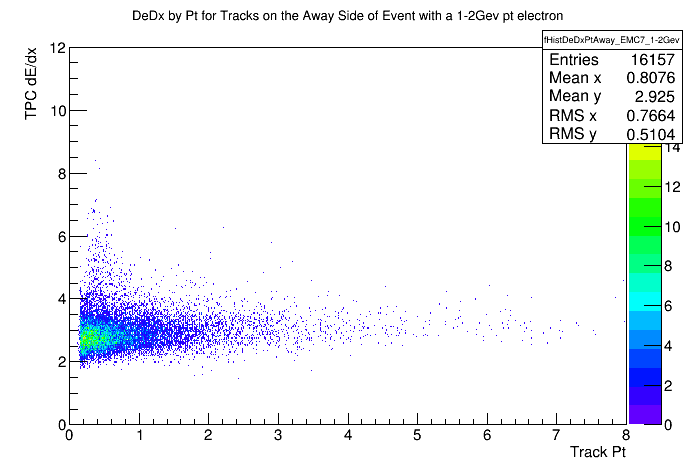 DeDx by Pt for Tracks on the Away Side of Event with a 1-2Gev pt electron
fHistDeDxPtAway_EMC7_1-2Gev
Entries 16157
Mean x 0.8076
Mean y 2.925
RMS x 0.7664
RMS y 0.5104
TPC dE/dx
12
10
8
6
4
2
0
14
12
10
8
6
4
2
0
0 1 2 3 4 5 6 7 8
Track Pt